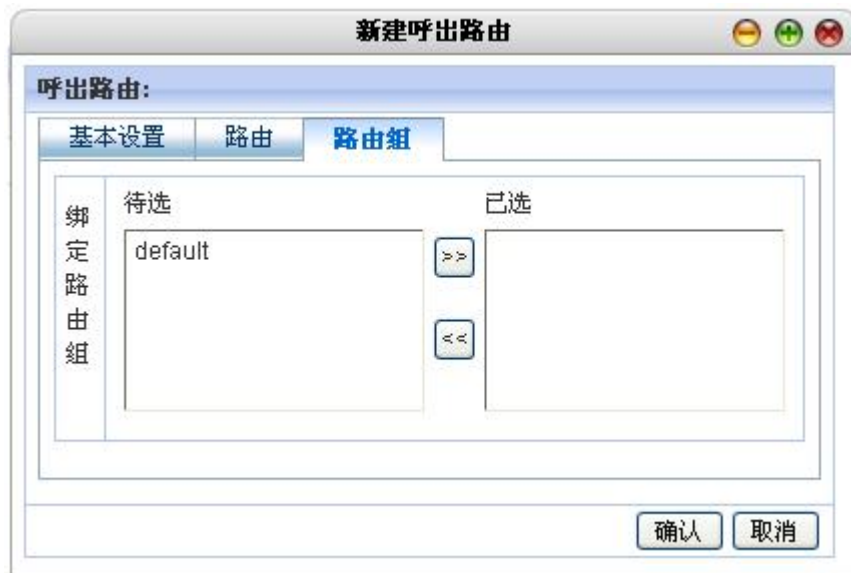 新建呼出路由
呼出路由:
基本设置 路由 路由组
绑定路由组
待选 已选
default
>>
<<
确认 取消